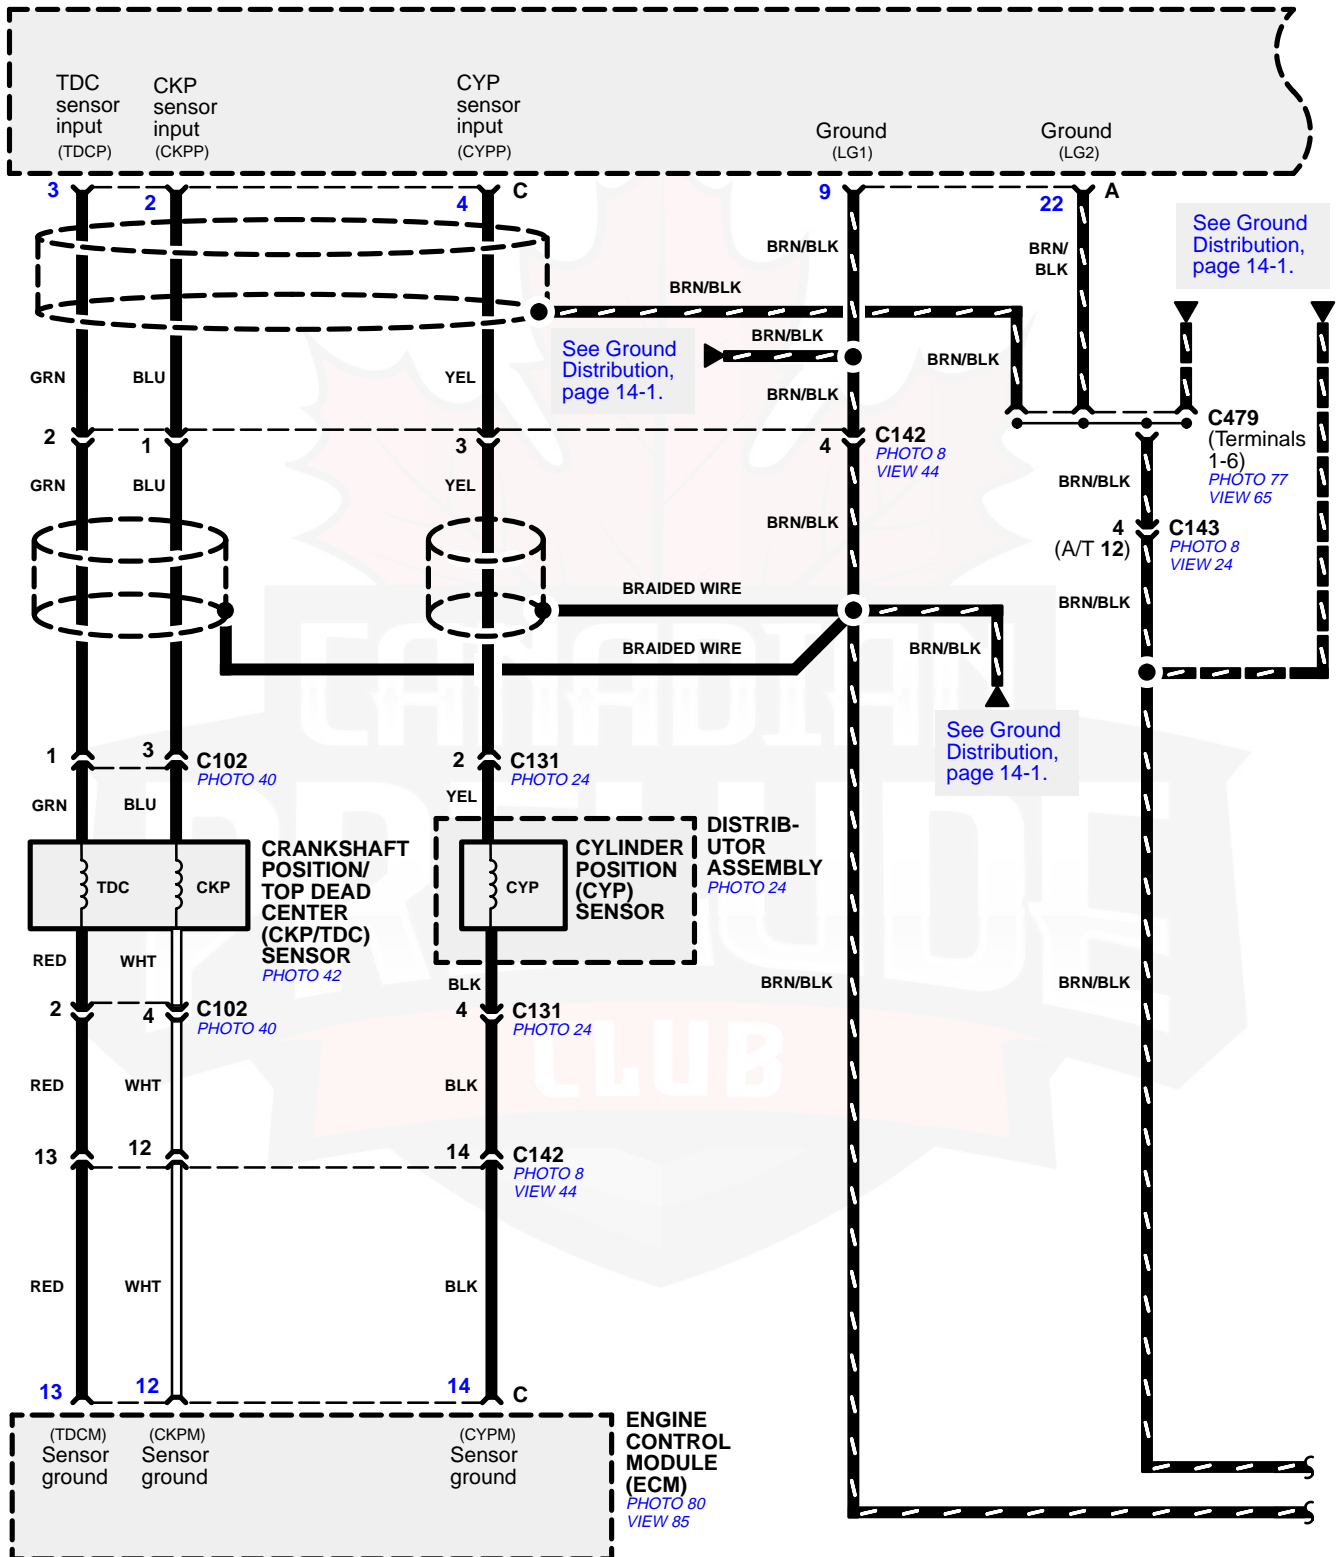 TDC
sensor
input
(TDCP)
CKP
sensor
input
(CKPP)
CYP
sensor
input
(CYPP)
Ground
(LG1)
Ground
(LG2)
3
2
4
C
9
22
A
BRN/BLK
BRN/
BLK
See Ground
Distribution,
page 14-1.
BRN/BLK
BRN/BLK
See Ground
Distribution,
page 14-1.
BRN/BLK
GRN
BLU
YEL
BRN/BLK
2
1
3
4
C142
PHOTO 8
VIEW 44
C479
(Terminals
1-6)
PHOTO 77
VIEW 65
GRN
BLU
YEL
BRN/BLK
BRN/BLK
4
(A/T 12)
C143
PHOTO 8
VIEW 24
BRAIDED WIRE
BRN/BLK
BRAIDED WIRE
BRN/BLK
See Ground
Distribution,
page 14-1.
1
3
C102
PHOTO 40
2
C131
PHOTO 24
GRN
BLU
YEL
TDC
CKP
CRANKSHAFT
POSITION/
TOP DEAD
CENTER
(CKP/TDC)
SENSOR
PHOTO 42
CYP
CYLINDER
POSITION
(CYP)
SENSOR
DISTRIB-
UTOR
ASSEMBLY
PHOTO 24
RED
WHT
BLK
BRN/BLK
BRN/BLK
2
4
C102
PHOTO 40
4
C131
PHOTO 24
RED
WHT
BLK
13
12
14
C142
PHOTO 8
VIEW 44
RED
WHT
BLK
13
12
14
C
(TDCM)
Sensor
ground
(CKPM)
Sensor
ground
(CYPM)
Sensor
ground
ENGINE
CONTROL
MODULE
(ECM)
PHOTO 80
VIEW 85
CANADIAN
PRELUDE
CLUB